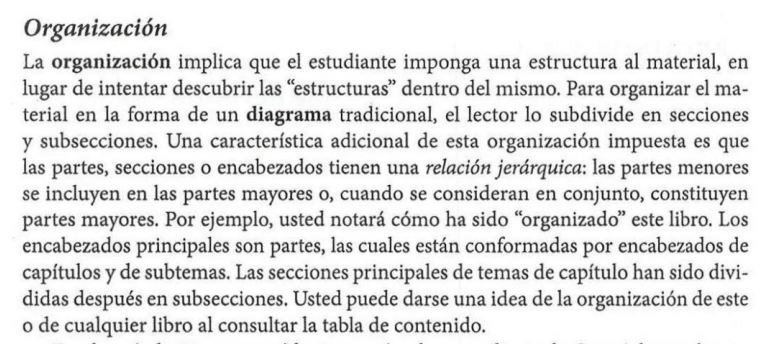 Organización
La organización implica que el estudiante imponga una estructura al material, en
lugar de intentar descubrir las “estructuras” dentro del mismo. Para organizar el ma-
terial en la forma de un diagrama tradicional, el lector lo subdivide en secciones
y subsecciones. Una característica adicional de esta organización impuesta es que
las partes, secciones o encabezados tienen una relación jerárquica: las partes menores
se incluyen en las partes mayores o, cuando se consideran en conjunto, constituyen
partes mayores. Por ejemplo, usted notará cómo ha sido “organizado” este libro. Los
encabezados principales son partes, las cuales están conformadas por encabezados de
capítulos y de subtemas. Las secciones principales de temas de capítulo han sido divi-
didas después en subsecciones. Usted puede darse una idea de la organización de este
o de cualquier libro al consultar la tabla de contenido.